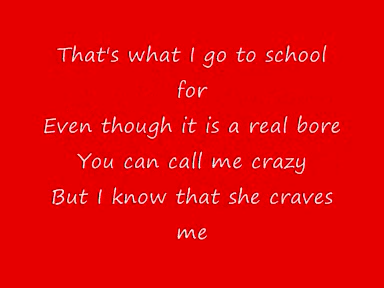 That's what I go to school
for
Even though it is a real bore
You can call me crazy
But I know that she craves
me